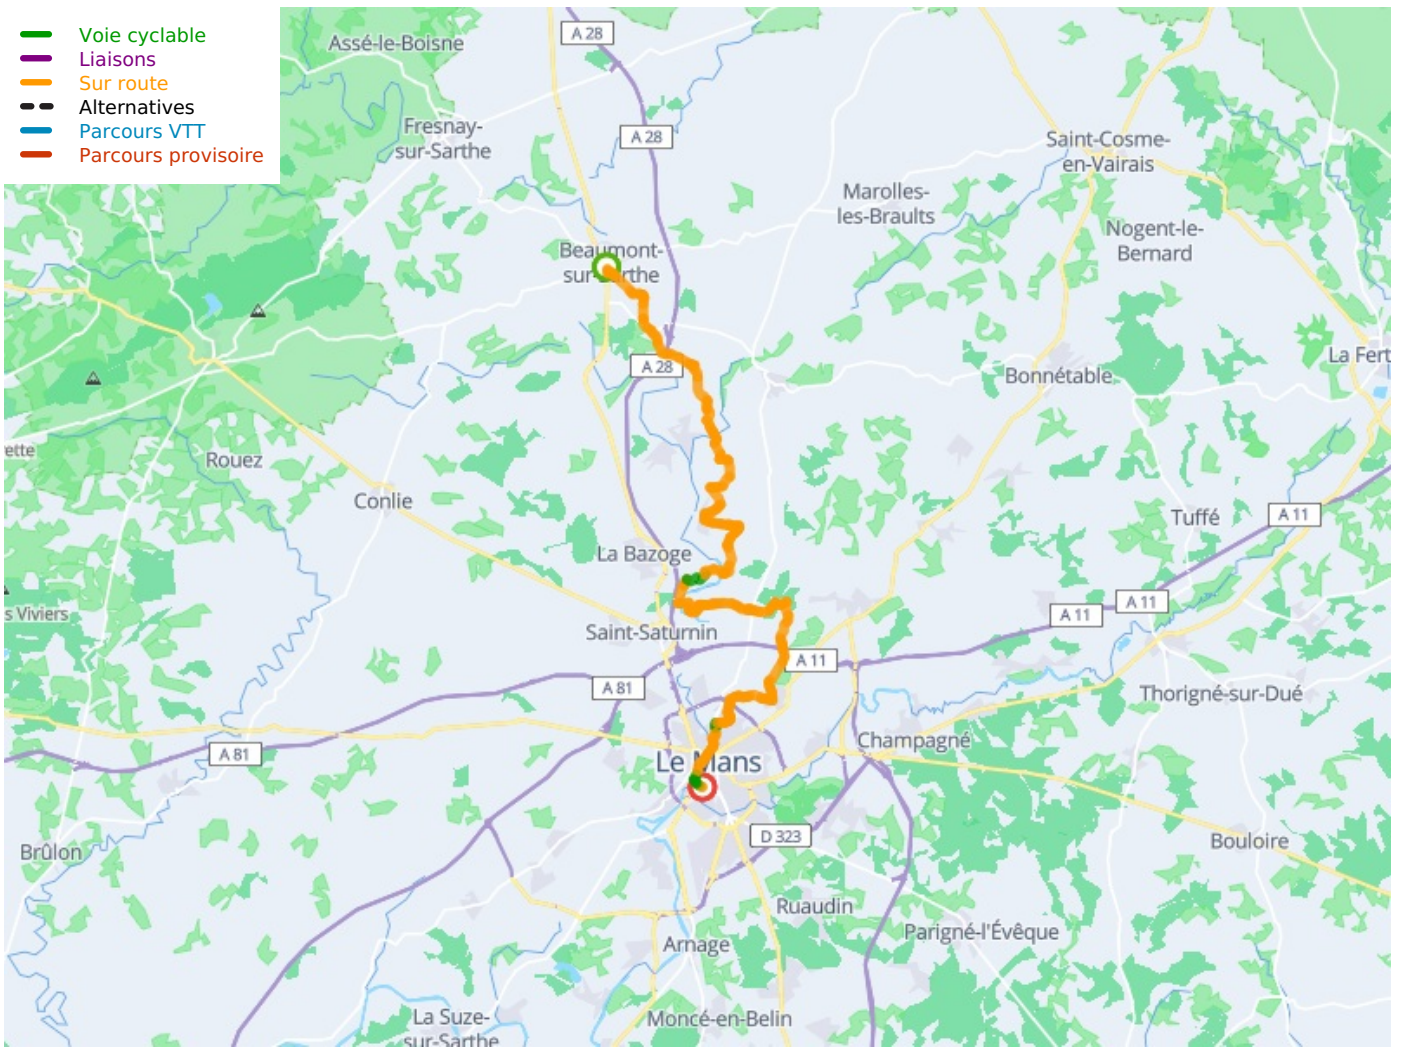 Voie cyclable
Liaisons
Sur route
Alternatives
Parcours VTT
Parcours provisoire
A 28
Assé-le-Boisne
Fresnay-
sur-Sarthe
A 28
Saint-Cosme-
en-Vairais
Marolles-
les-Braults
Nogent-le-
Bernard
Beaumont-
sur-Sarthe
A 28
La Fert
Bonnétable
ette
Rouez
Conlie
Tuffé
A 11
La Bazoge
A 11
A 11
s Viviers
Saint-Saturnin
A 11
A 81
Thorigné-sur-Dué
A 81
Champagné
Le Mans
D 323
Brûlon
Bouloire
Ruaudin
Parigné-l'Évêque
Arnage
La Suze-
sur-Sarthe
Moncé-en-Belin